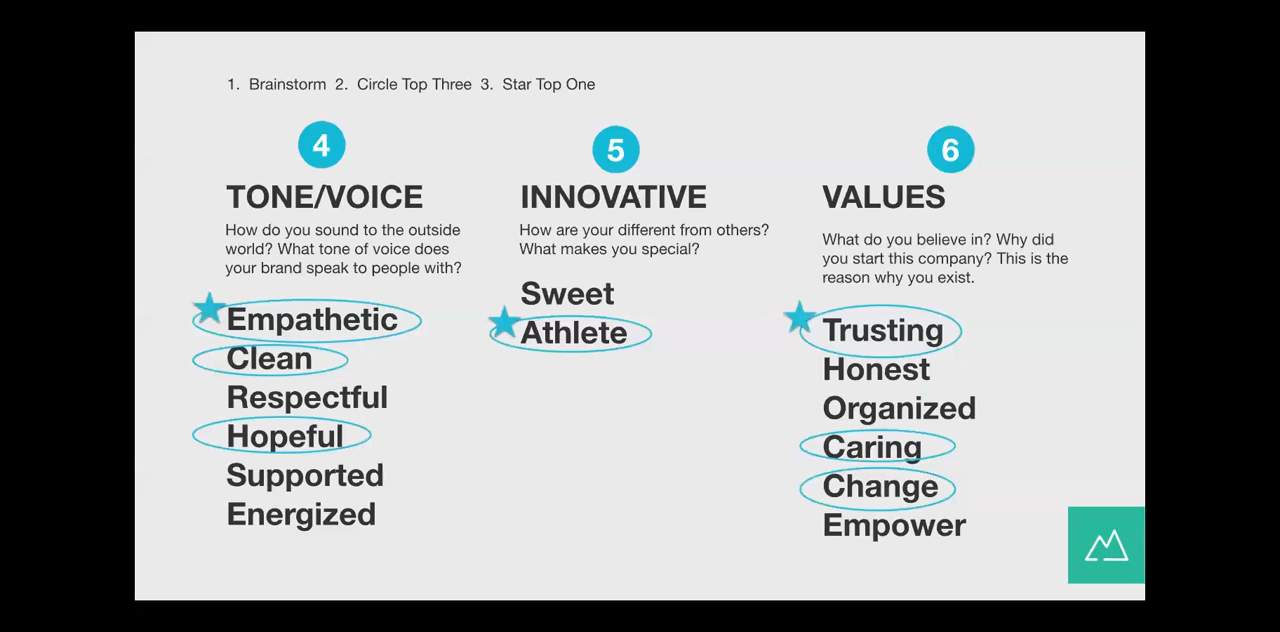 1. Brainstorm 2. Circle Top Three 3. Star Top One
4
TONE/VOICE
How do you sound to the outside
world? What tone of voice does
your brand speak to people with?
Empathetic
Clean
Respectful
Hopeful
Supported
Energized
5
INNOVATIVE
How are your different from others?
What makes you special?
Sweet
Athlete
6
VALUES
What do you believe in? Why did
you start this company? This is the
reason why you exist.
Trusting
Honest
Organized
Caring
Change
Empower